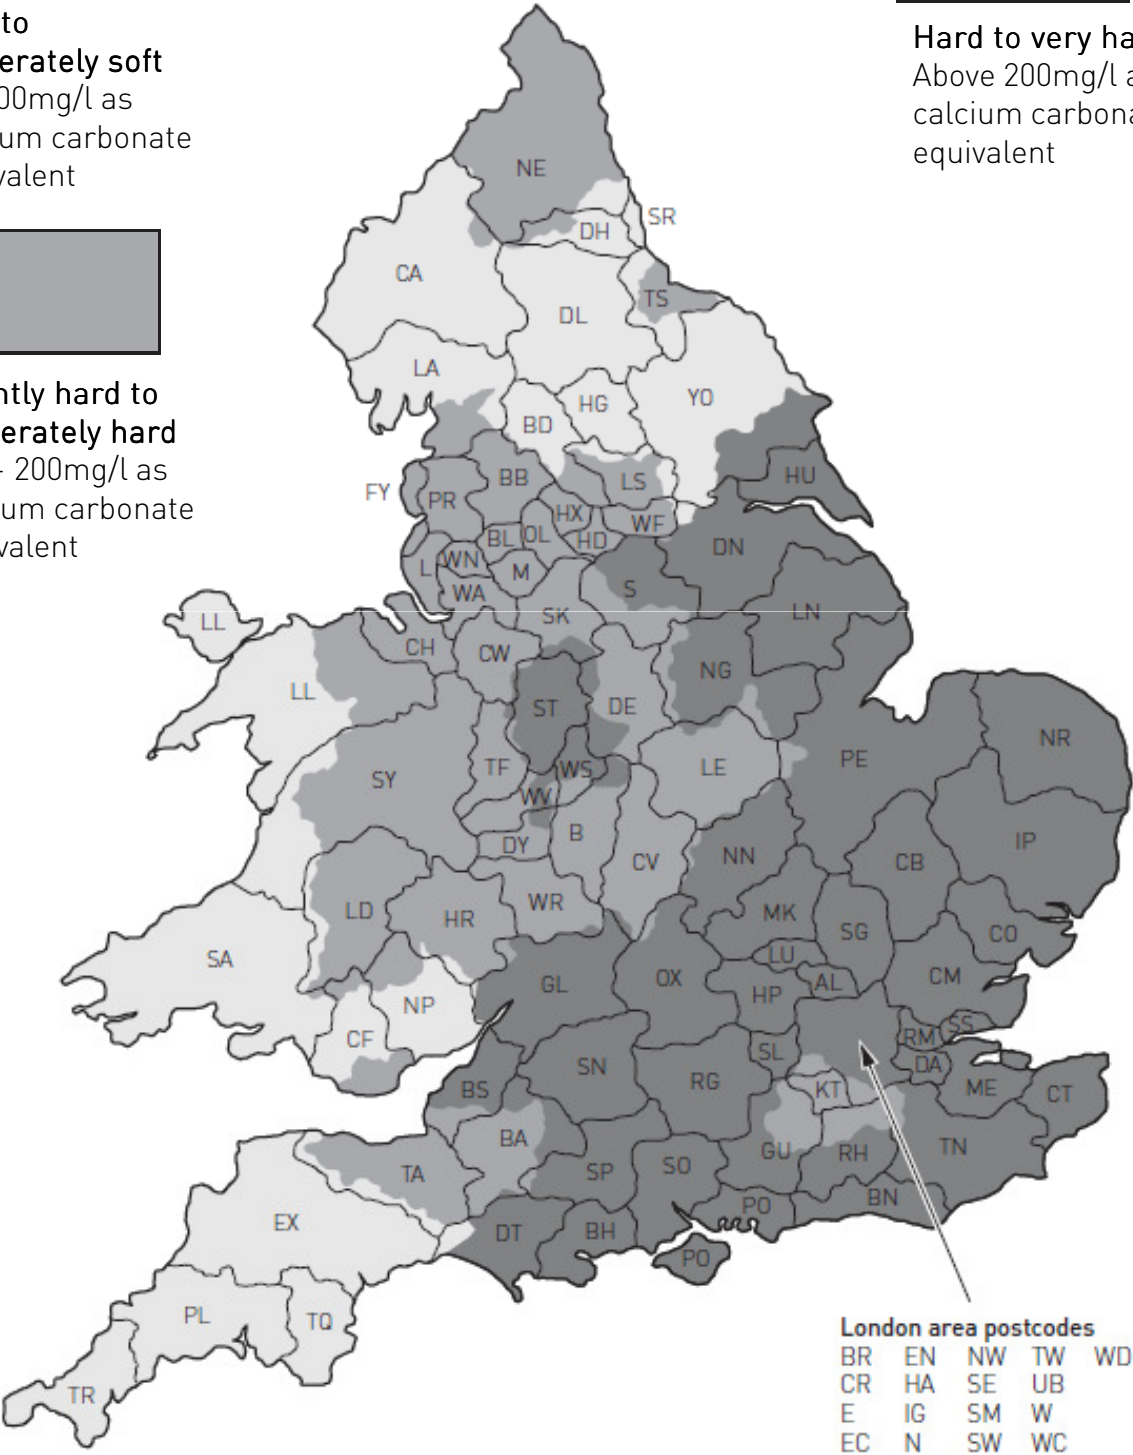 to
erately soft
00mg/l as
um carbonate
valent
Hard to very ha
Above 200mg/l a
calcium carbona
equivalent
ntly hard to
erately hard
- 200mg/l as
um carbonate
valent
NE
SR
DH
CA
TS
DL
LA
HG
YO
BD
BB
LS
HU
FY
PR
HX
WF
BL
OL
HD
DN
WN
L
M
WA
S
SK
LN
LL
CH
CW
NG
LL
ST
DE
NR
SY
TF
WS
LE
PE
WV
DY
B
CV
NN
CB
IP
LD
HR
WR
MK
SG
CO
SA
GL
OX
LU
AL
CM
HP
NP
CF
SN
SL
RM
SS
DA
BS
RG
KT
ME
CT
BA
TA
SP
SO
GU
RH
TN
EX
DT
BH
PO
BN
PO
PL
TQ
TR
London area postcodes
BR EN NW TW WD
CR HA SE UB
E IG SM W
EC N SW WC